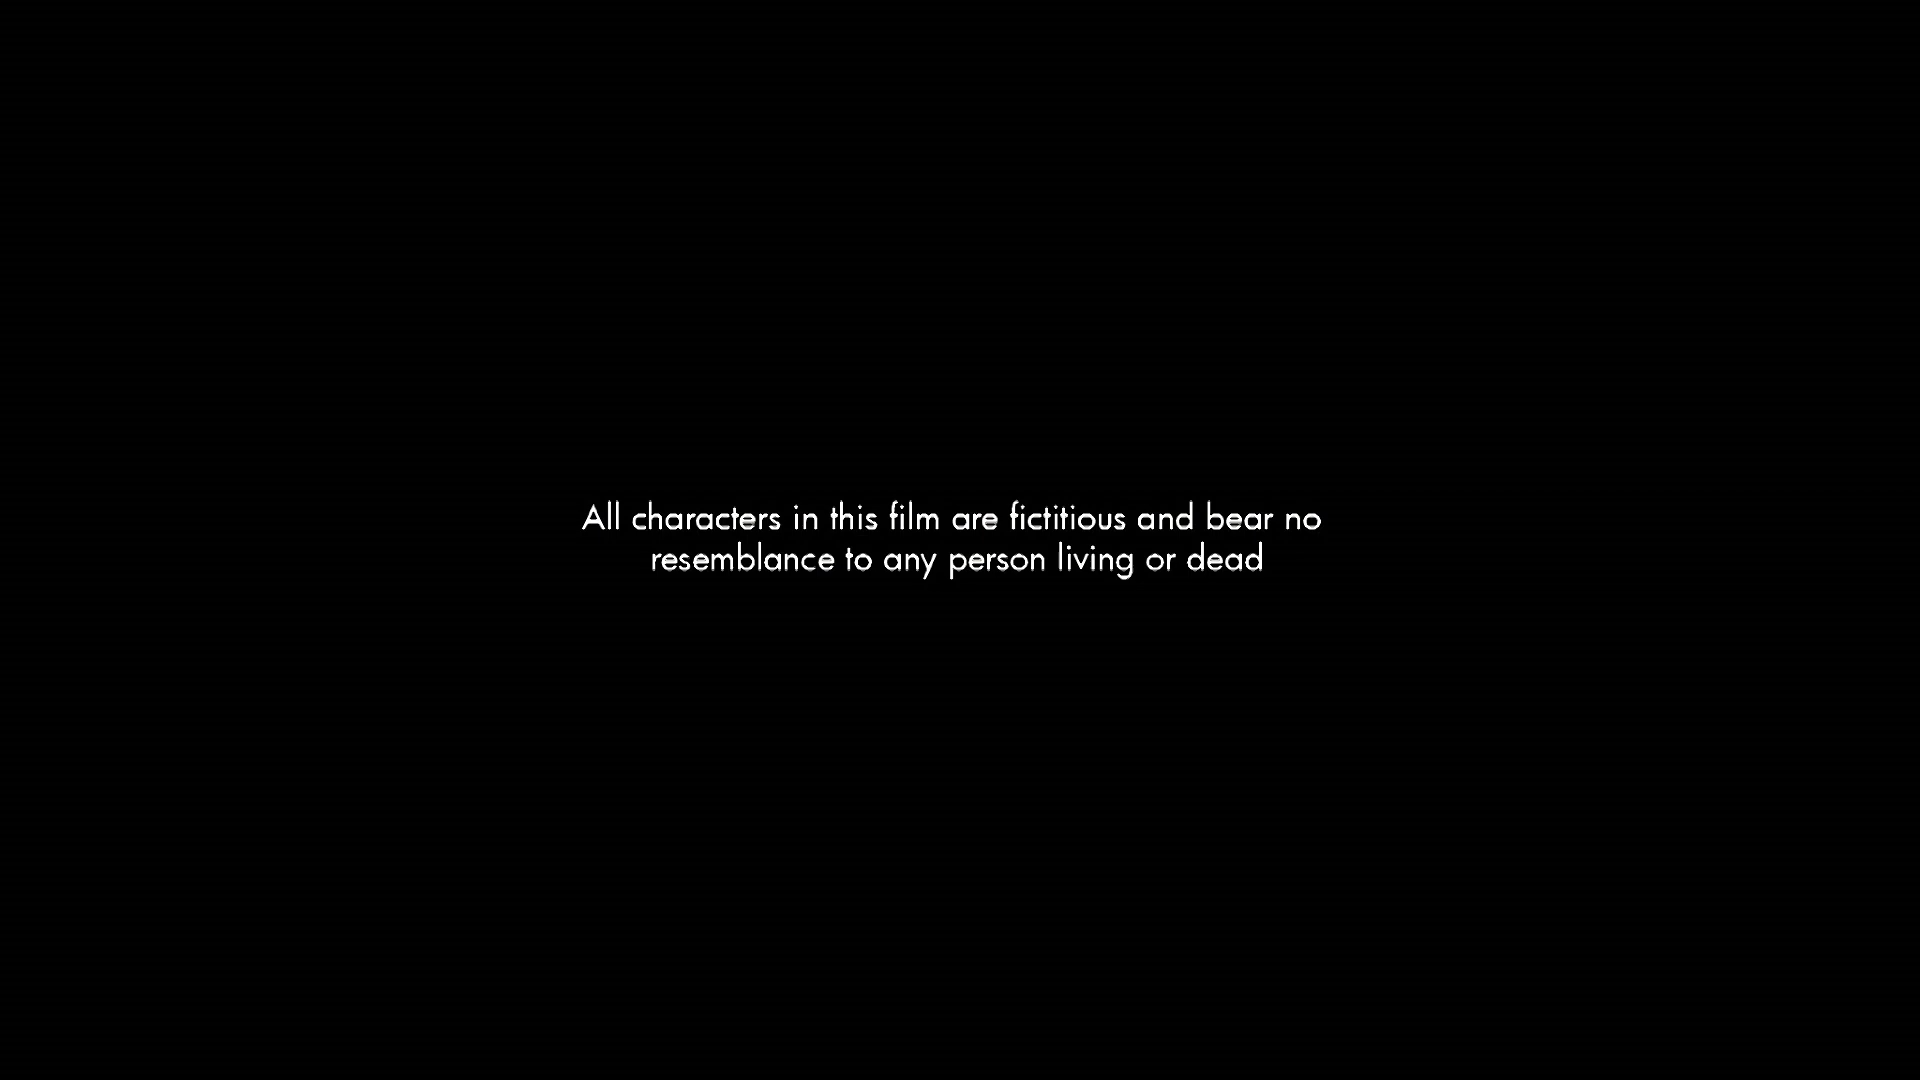 All characters in this film are fictitious and bear no
resemblance to any person living or dead